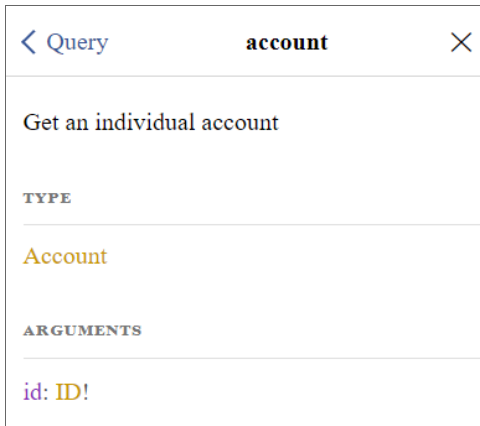 Query account
Get an individual account
TYPE
Account
ARGUMENTS
id: ID!